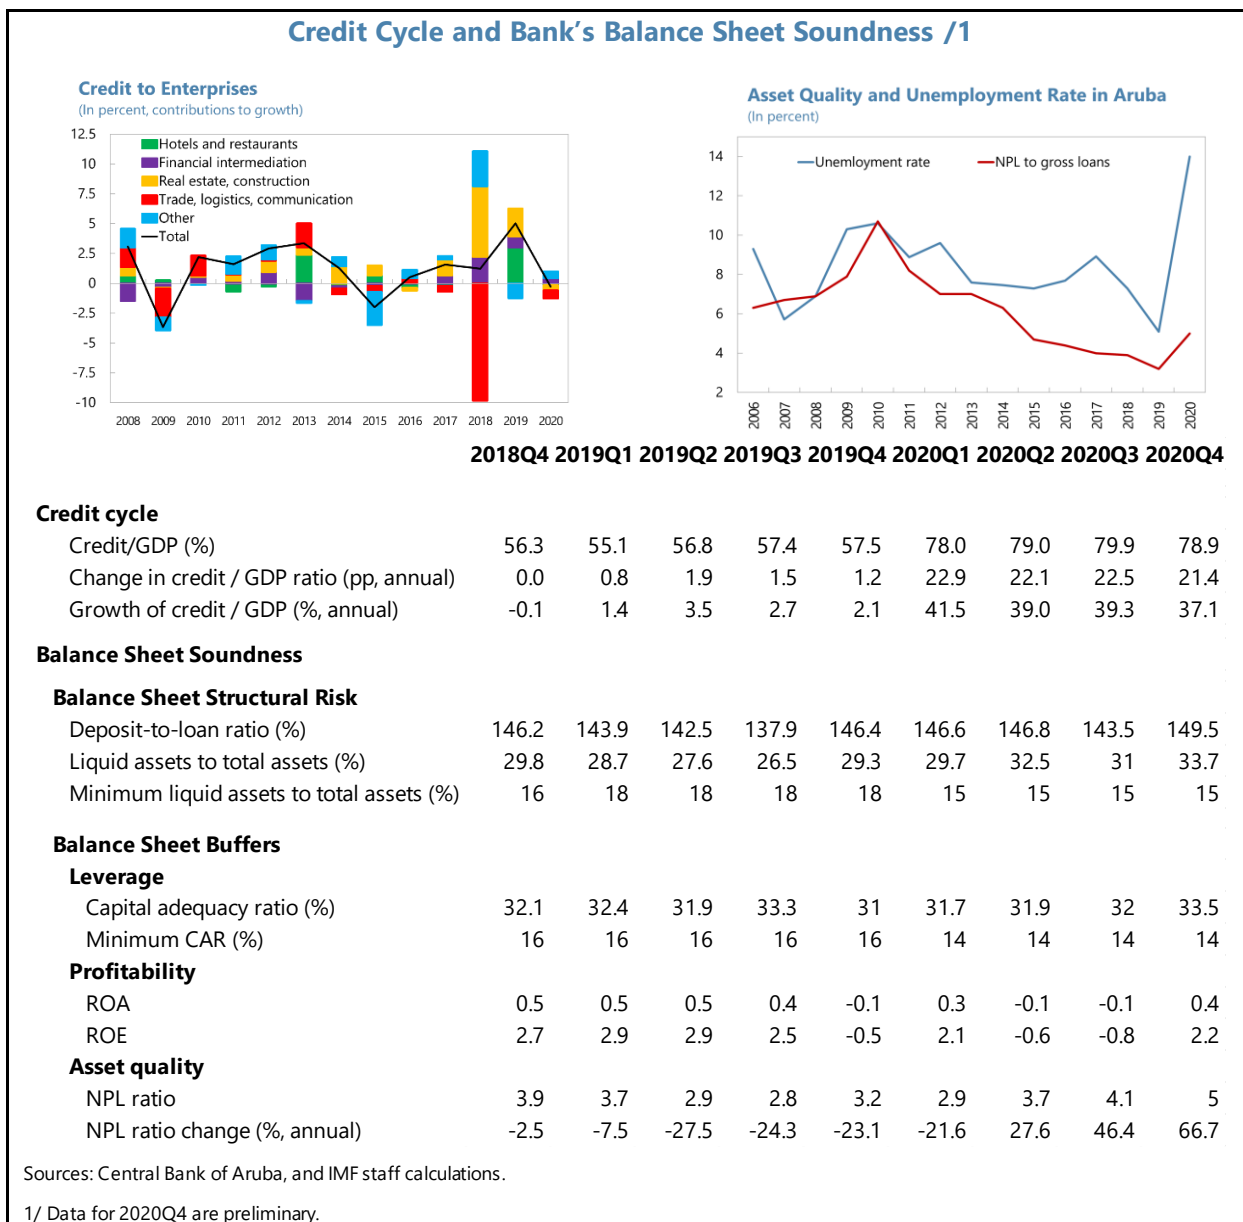 Credit Cycle and Bank’s Balance Sheet Soundness /1
Credit to Enterprises
(In percent, contributions to growth)
12.5
10
7.5
5
2.5
0
-2.5
-5
-7.5
-10
Hotels and restaurants
Financial intermediation
Real estate, construction
Trade, logistics, communication
Other
Total
2008 2009 2010 2011 2012 2013 2014 2015 2016 2017 2018 2019 2020
Asset Quality and Unemployment Rate in Aruba
(In percent)
14
12
10
8
6
4
2
Unemloyment rate NPL to gross loans
2006 2007 2008 2009 2010 2011 2012 2013 2014 2015 2016 2017 2018 2019 2020
2018Q4 2019Q1 2019Q2 2019Q3 2019Q4 2020Q1 2020Q2 2020Q3 2020Q4
Credit cycle
Credit/GDP (%) 56.3 55.1 56.8 57.4 57.5 78.0 79.0 79.9 78.9
Change in credit / GDP ratio (pp, annual) 0.0 0.8 1.9 1.5 1.2 22.9 22.1 22.5 21.4
Growth of credit / GDP (%, annual) -0.1 1.4 3.5 2.7 2.1 41.5 39.0 39.3 37.1
Balance Sheet Soundness
Balance Sheet Structural Risk
Deposit-to-loan ratio (%) 146.2 143.9 142.5 137.9 146.4 146.6 146.8 143.5 149.5
Liquid assets to total assets (%) 29.8 28.7 27.6 26.5 29.3 29.7 32.5 31 33.7
Minimum liquid assets to total assets (%) 16 18 18 18 18 15 15 15 15
Balance Sheet Buffers
Leverage
Capital adequacy ratio (%) 32.1 32.4 31.9 33.3 31 31.7 31.9 32 33.5
Minimum CAR (%) 16 16 16 16 16 14 14 14 14
Profitability
ROA 0.5 0.5 0.5 0.4 -0.1 0.3 -0.1 -0.1 0.4
ROE 2.7 2.9 2.9 2.5 -0.5 2.1 -0.6 -0.8 2.2
Asset quality
NPL ratio 3.9 3.7 2.9 2.8 3.2 2.9 3.7 4.1 5
NPL ratio change (%, annual) -2.5 -7.5 -27.5 -24.3 -23.1 -21.6 27.6 46.4 66.7
Sources: Central Bank of Aruba, and IMF staff calculations.
1/ Data for 2020Q4 are preliminary.